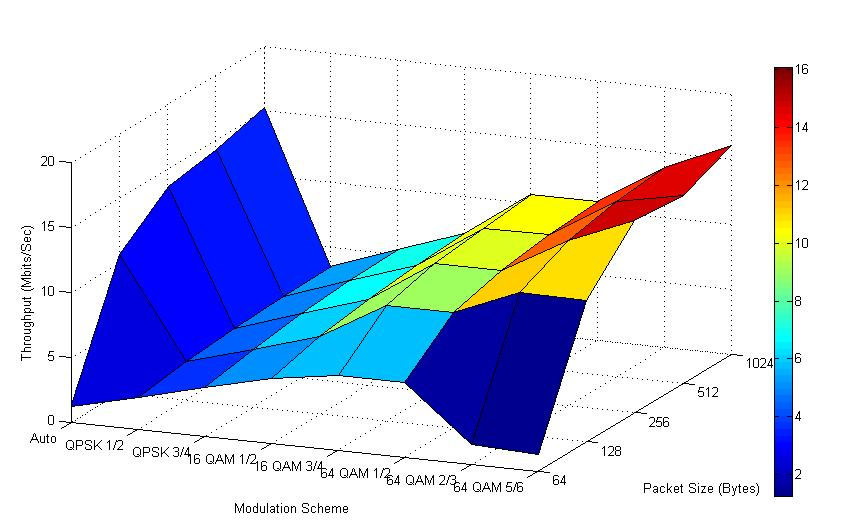 20
15
10
5
0
Throughput (Mbits/Sec)
Auto
QPSK 1/2
QPSK 3/4
16 QAM 1/2
16 QAM 3/4
64 QAM 1/2
64 QAM 2/3
64 QAM 5/6
Modulation Scheme
64
128
256
512
1024
Packet Size (Bytes)
16
14
12
10
8
6
4
2